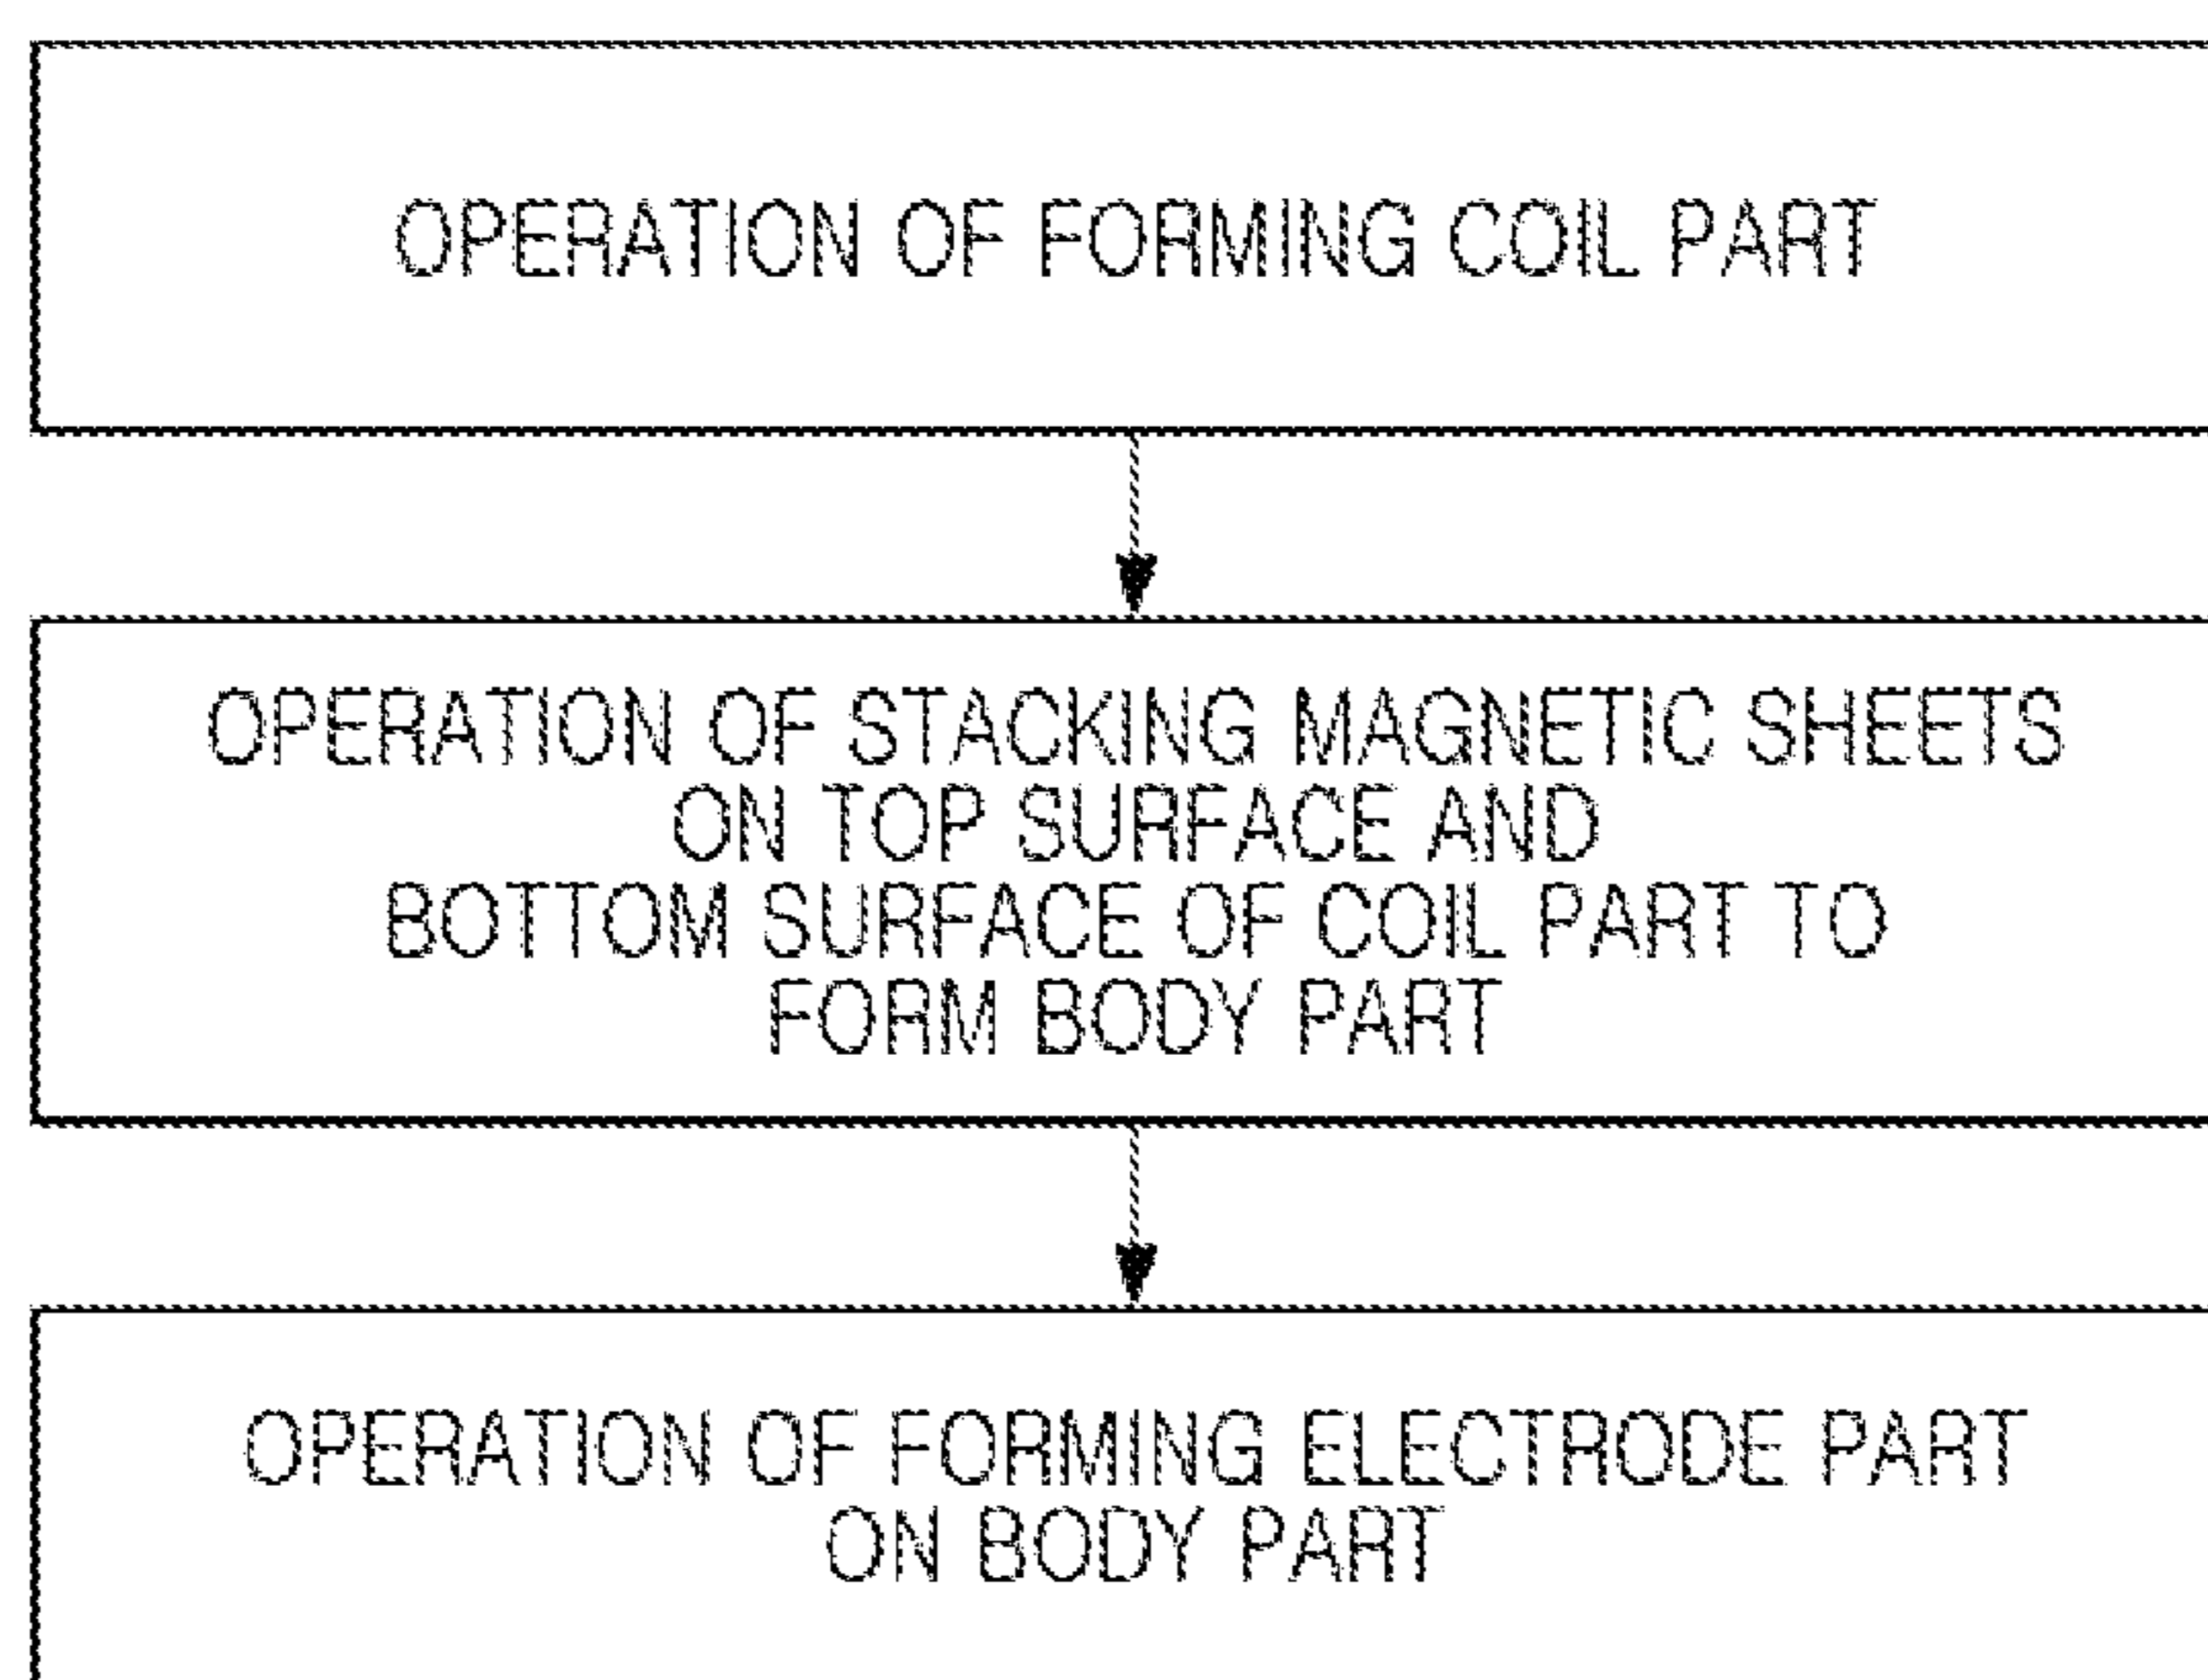 OPERATION OF FORMING COIL PART
OPERATION OF STACKING MAGNETIC SHEETS
ON TOP SURFACE AND
BOTTOM SURFACE OF COIL PART TO
FORM BODY PART
OPERATION OF FORMING ELECTRODE PART
ON BODY PART